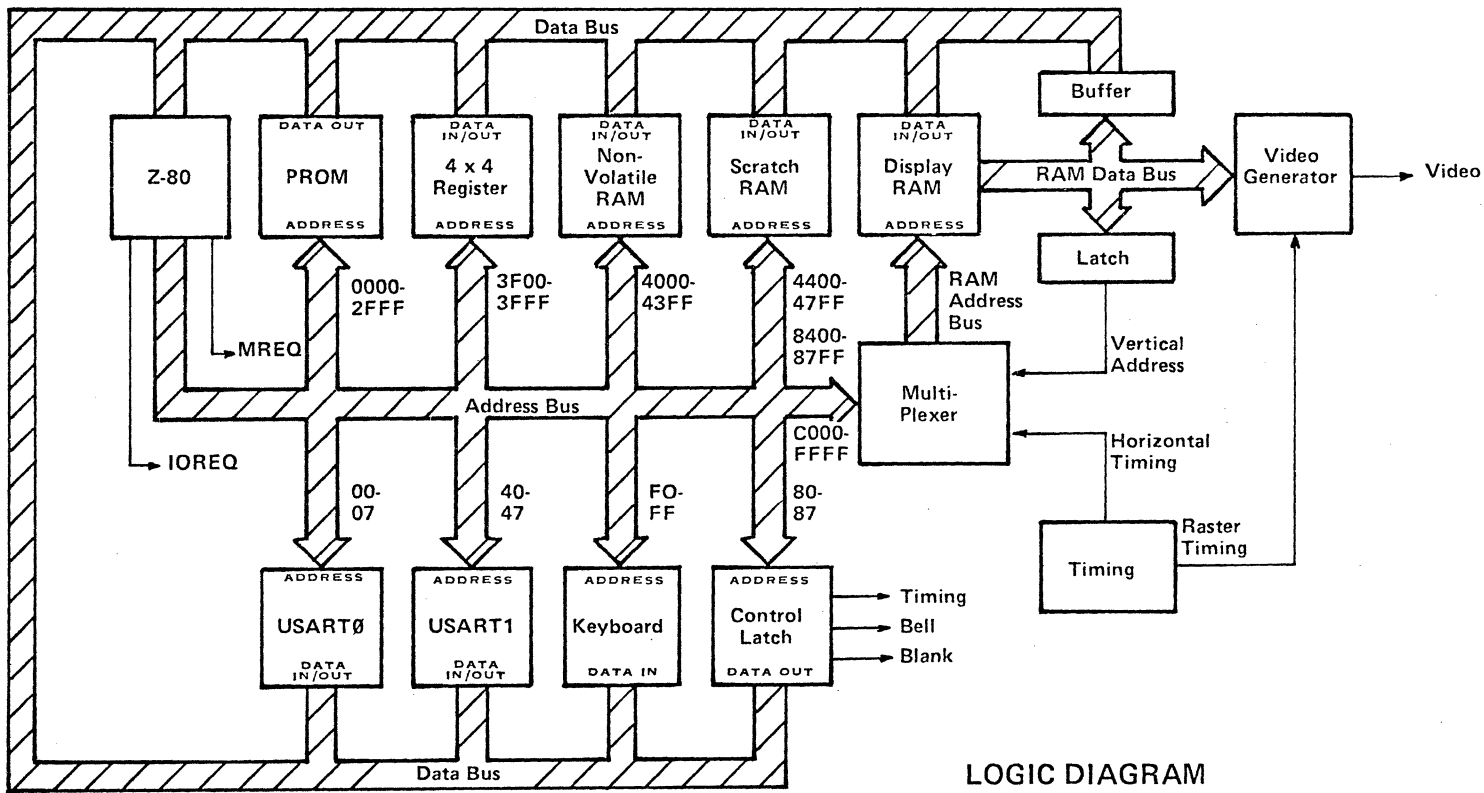 Data Bus
Buffer
Z-80
DATA OUT
PROM
ADDRESS
DATA
IN/OUT
4 x 4
Register
ADDRESS
DATA
IN/OUT
Non-
Volatile
RAM
ADDRESS
DATA
IN/OUT
Scratch
RAM
ADDRESS
DATA
IN/OUT
Display
RAM
ADDRESS
RAM Data Bus
Video
Generator
Video
Latch
0000-
2FFF
3F00-
3FFF
4000-
43FF
4400-
47FF
8400-
87FF
RAM
Address
Bus
MREQ
Vertical
Address
Address Bus
Multi-
Plexer
C000-
FFFF
Horizontal
Timing
IOREQ
00-
07
40-
47
FO-
FF
80-
87
Raster
Timing
Timing
ADDRESS
USARTØ
DATA
IN/OUT
ADDRESS
USART1
DATA
IN/OUT
ADDRESS
Keyboard
DATA IN
ADDRESS
Control
Latch
DATA OUT
Timing
Bell
Blank
Data Bus
LOGIC DIAGRAM